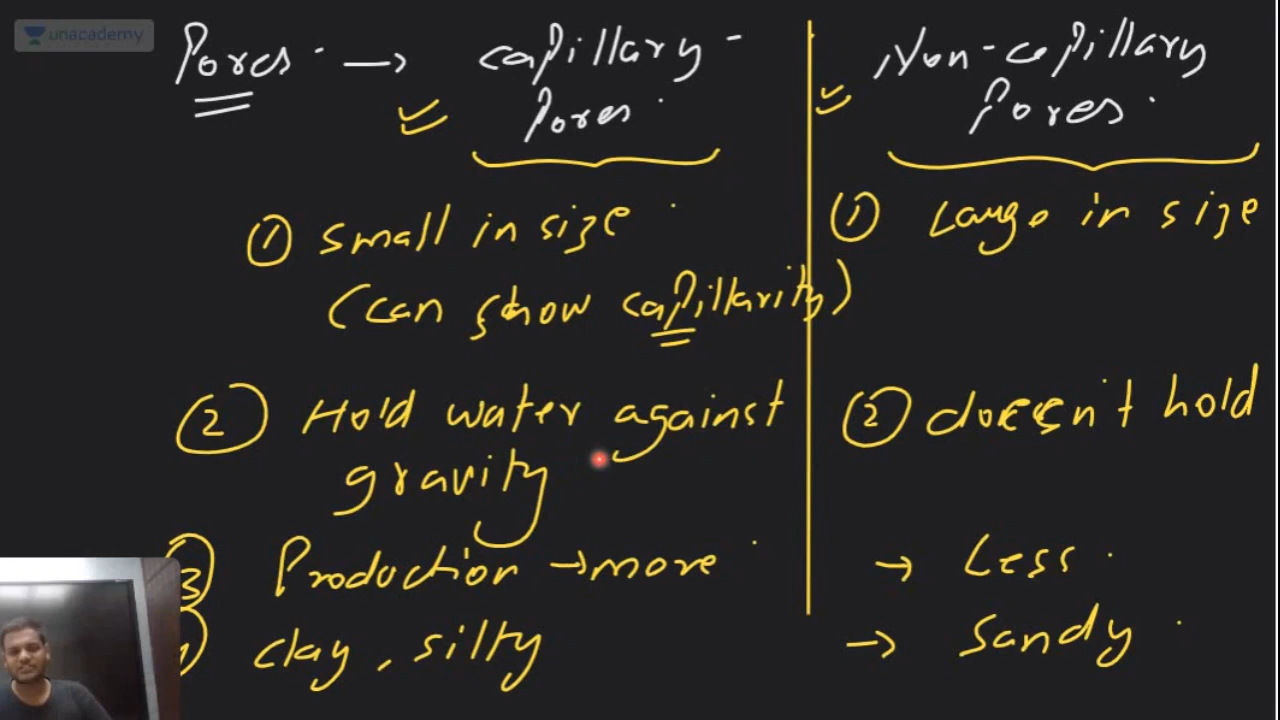 unacademy
Pores → capillary Pores
Non-capillary Pores
① small in size
(can show capillarity)
① Large in size
② Hold water against gravity
② doesn't hold
③ Production → more
→ Less
④ clay, silty
→ Sandy